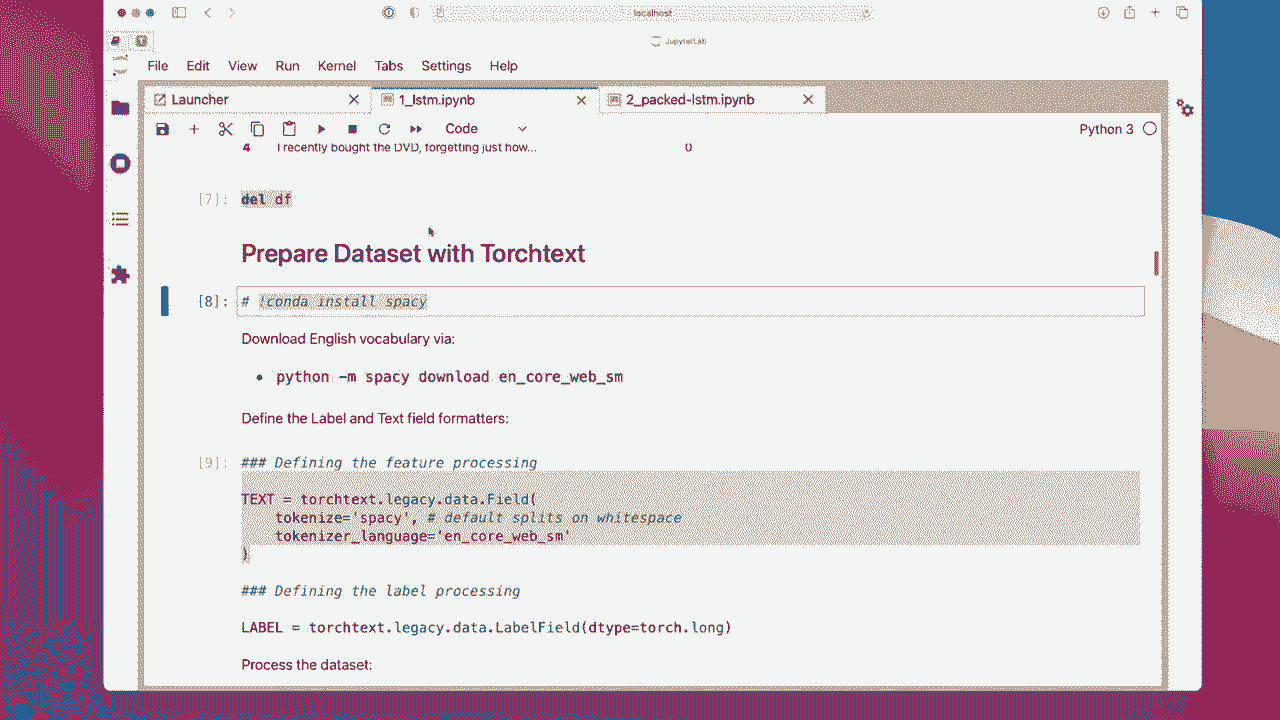 localhost
JupyterLab
File Edit View Run Kernel Tabs Settings Help
Launcher 1_lstm.ipynb 2_packed-lstm.ipynb
Code Python 3
4 I recently bought the DVD, forgetting just how... 0
[7]: del df
Prepare Dataset with Torchtext
[8]: # !conda install spacy
Download English vocabulary via:
• python -m spacy download en_core_web_sm
Define the Label and Text field formatters:
[9]: ### Defining the feature processing
TEXT = torchtext.legacy.data.Field(
tokenize='spacy', # default splits on whitespace
tokenizer_language='en_core_web_sm'
)
### Defining the label processing
LABEL = torchtext.legacy.data.LabelField(dtype=torch.long)
Process the dataset: